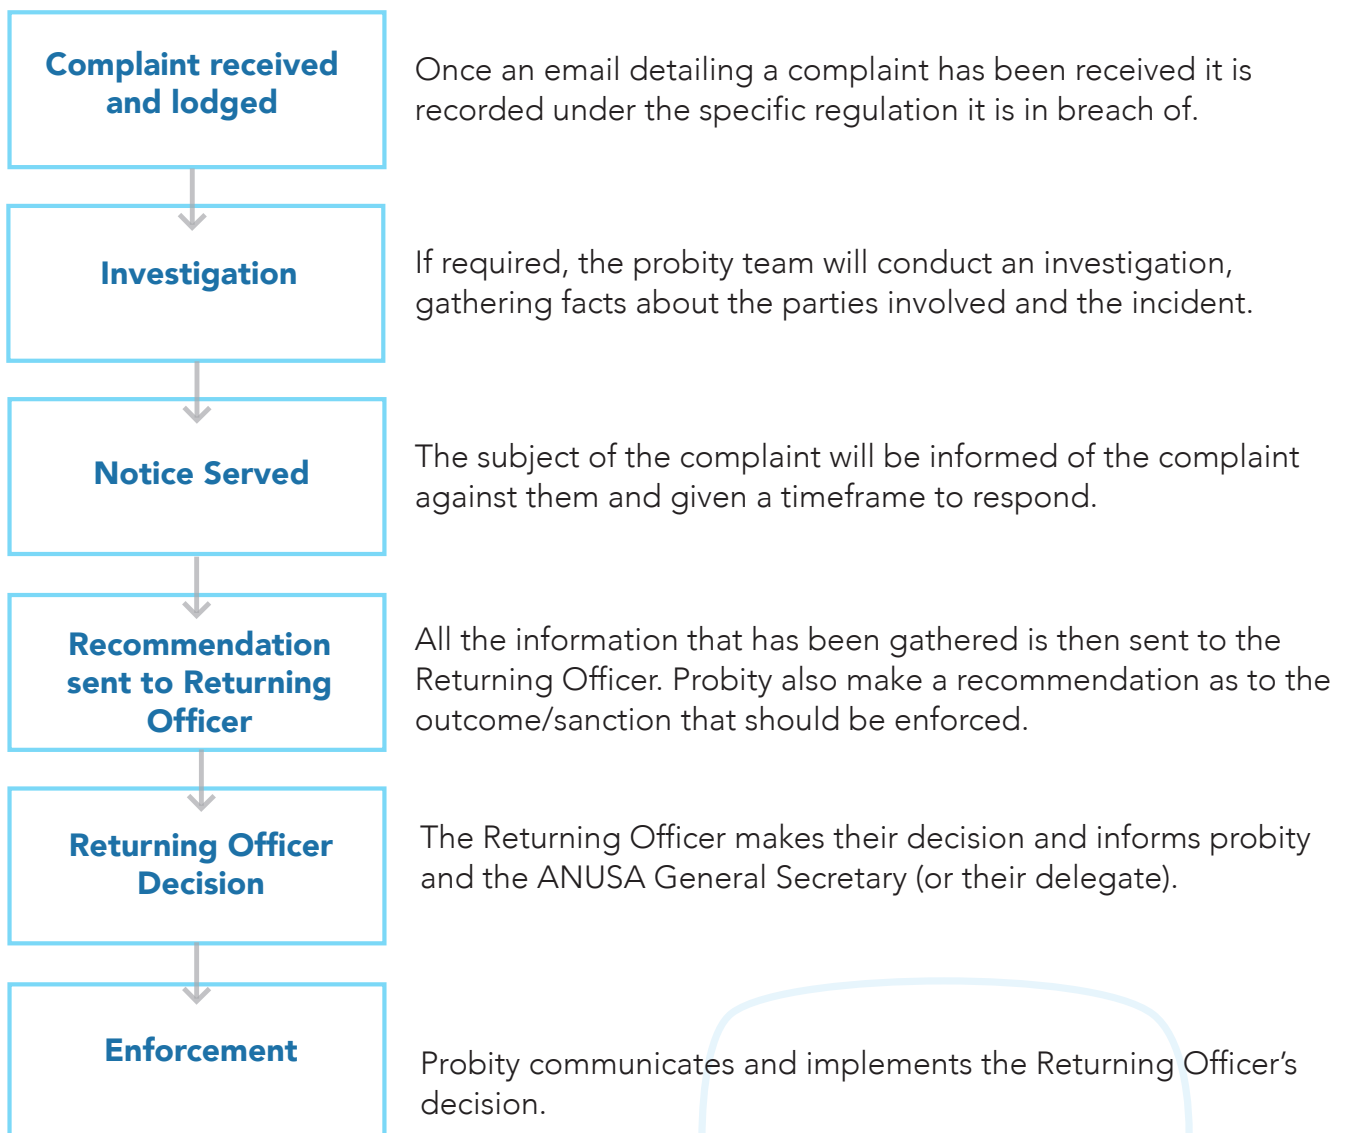 Complaint received
and lodged
Once an email detailing a complaint has been received it is
recorded under the specific regulation it is in breach of.
Investigation
If required, the probity team will conduct an investigation,
gathering facts about the parties involved and the incident.
Notice Served
The subject of the complaint will be informed of the complaint
against them and given a timeframe to respond.
Recommendation
sent to Returning
Officer
All the information that has been gathered is then sent to the
Returning Officer. Probity also make a recommendation as to the
outcome/sanction that should be enforced.
Returning Officer
Decision
The Returning Officer makes their decision and informs probity
and the ANUSA General Secretary (or their delegate).
Enforcement
Probity communicates and implements the Returning Officer’s
decision.